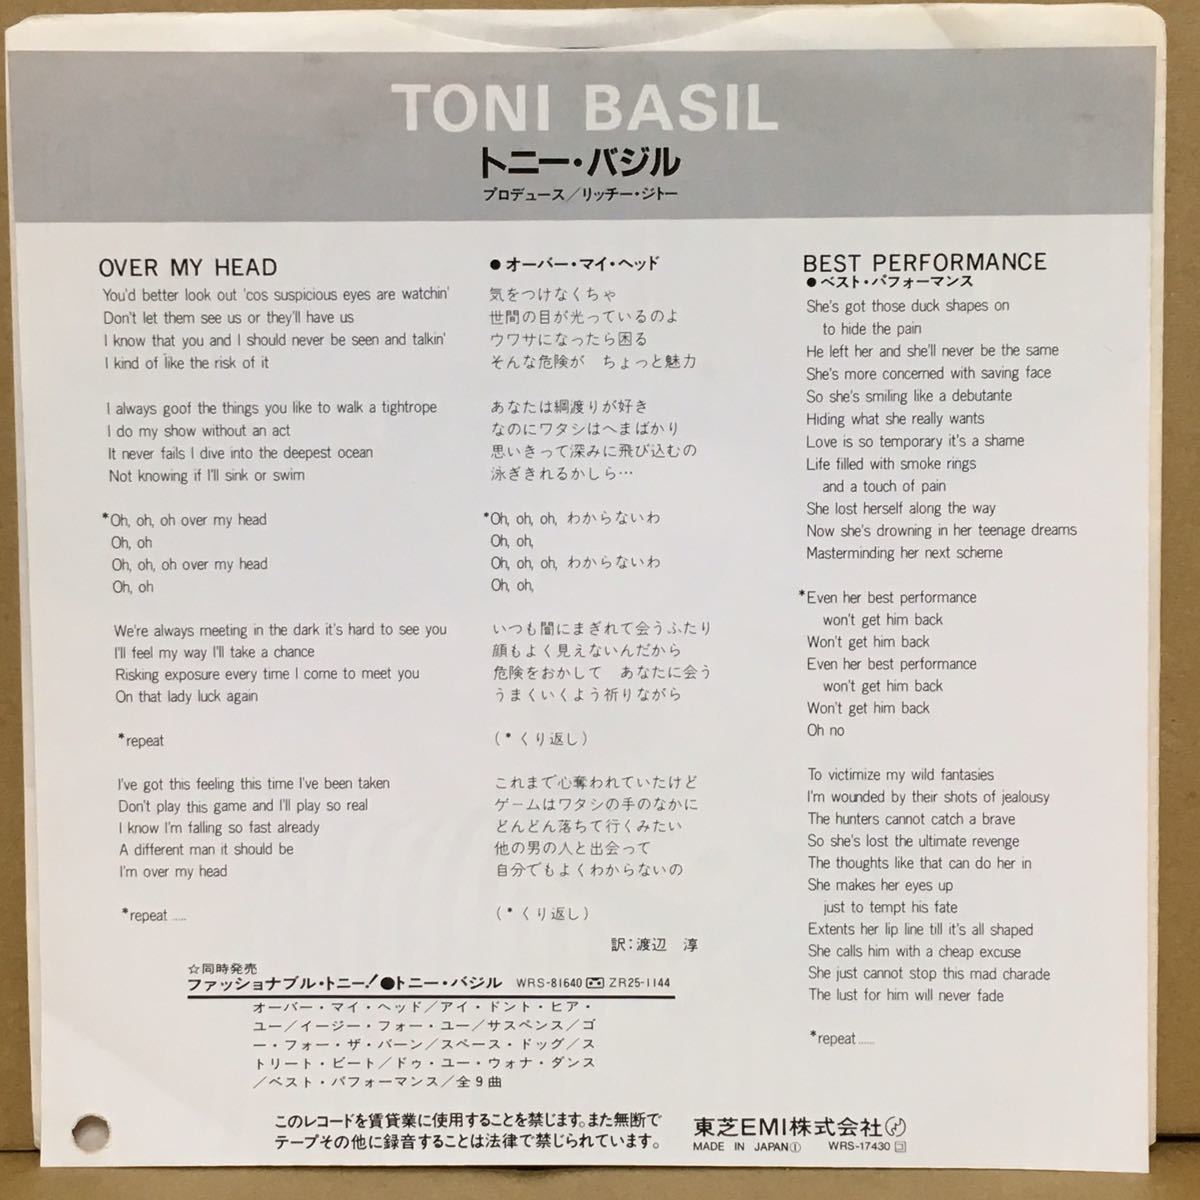 TONI BASIL
トニー・バジル
プロデュース／リッチー・ジトー
OVER MY HEAD
You'd better look out 'cos suspicious eyes are watchin'
Don't let them see us or they'll have us
I know that you and I should never be seen and talkin'
I kind of like the risk of it
I always goof the things you like to walk a tightrope
I do my show without an act
It never fails I dive into the deepest ocean
Not knowing if I'll sink or swim
*Oh, oh, oh over my head
Oh, oh
Oh, oh, oh over my head
Oh, oh
We're always meeting in the dark it's hard to see you
I'll feel my way I'll take a chance
Risking exposure every time I come to meet you
On that lady luck again
*repeat
I've got this feeling this time I've been taken
Don't play this game and I'll play so real
I know I'm falling so fast already
A different man it should be
I'm over my head
*repeat .....
●オーバー・マイ・ヘッド
気をつけなくちゃ
世間の目が光っているのよ
ウワサになったら困る
そんな危険が　ちょっと魅力
あなたは綱渡りが好き
なのにワタシはへまばかり
思いきって深みに飛び込むの
泳ぎきれるかしら…
*Oh, oh, oh, わからないわ
Oh, oh,
Oh, oh, oh, わからないわ
Oh, oh,
いつも闇にまぎれて会うふたり
顔もよく見えないんだから
危険をおかして　あなたに会う
うまくいくよう祈りながら
(*くり返し)
これまで心奪われていたけど
ゲームはワタシの手のなかに
どんどん落ちて行くみたい
他の男の人と出会って
自分でもよくわからないの
(*くり返し)
訳：渡辺　淳
BEST PERFORMANCE
●ベスト・パフォーマンス
She's got those duck shapes on
to hide the pain
He left her and she'll never be the same
She's more concerned with saving face
So she's smiling like a debutante
Hiding what she really wants
Love is so temporary it's a shame
Life filled with smoke rings
and a touch of pain
She lost herself along the way
Now she's drowning in her teenage dreams
Masterminding her next scheme
*Even her best performance
won't get him back
Won't get him back
Even her best performance
won't get him back
Won't get him back
Oh no
To victimize my wild fantasies
I'm wounded by their shots of jealousy
The hunters cannot catch a brave
So she's lost the ultimate revenge
The thoughts like that can do her in
She makes her eyes up
just to tempt his fate
Extents her lip line till it's all shaped
She calls him with a cheap excuse
She just cannot stop this mad charade
The lust for him will never fade
*repeat......
☆同時発売
ファッショナブル・トニー！●トニー・バジル WRS-81640 ZR25-1144
オーバー・マイ・ヘッド／アイ・ドント・ヒア・
ユー／イージー・フォー・ユー／サスペンス／ゴ
ー・フォー・ザ・バーン／スペース・ドッグ／ス
トリート・ビート／ドゥ・ユー・ウォナ・ダンス
／ベスト・パフォーマンス／全9曲
このレコードを賃貸業に使用することを禁じます。また無断で
テープその他に録音することは法律で禁じられています。
東芝EMI株式会社
MADE IN JAPAN① WRS-17430 コ